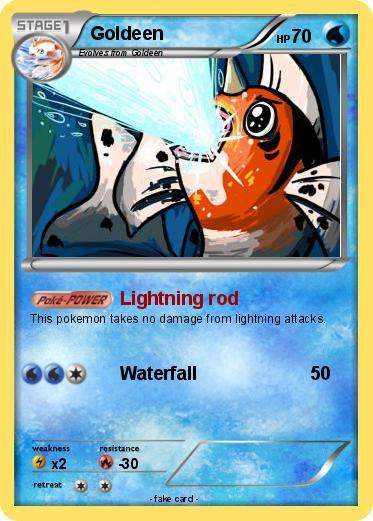 STAGE1
Goldeen
HP70
Evolves from Goldeen
Poké-POWER Lightning rod
This pokemon takes no damage from lightning attacks.
Waterfall 50
weakness resistance
x2 -30
retreat
- fake card -